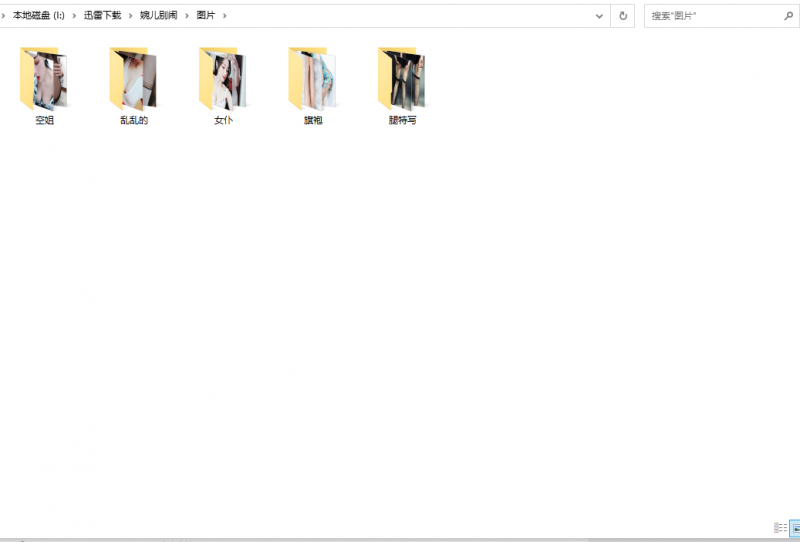 本地磁盘 (I:) › 迅雷下载 › 婉儿别闹 › 图片 ›
搜索"图片"
空姐
乱乱的
女仆
旗袍
腿特写